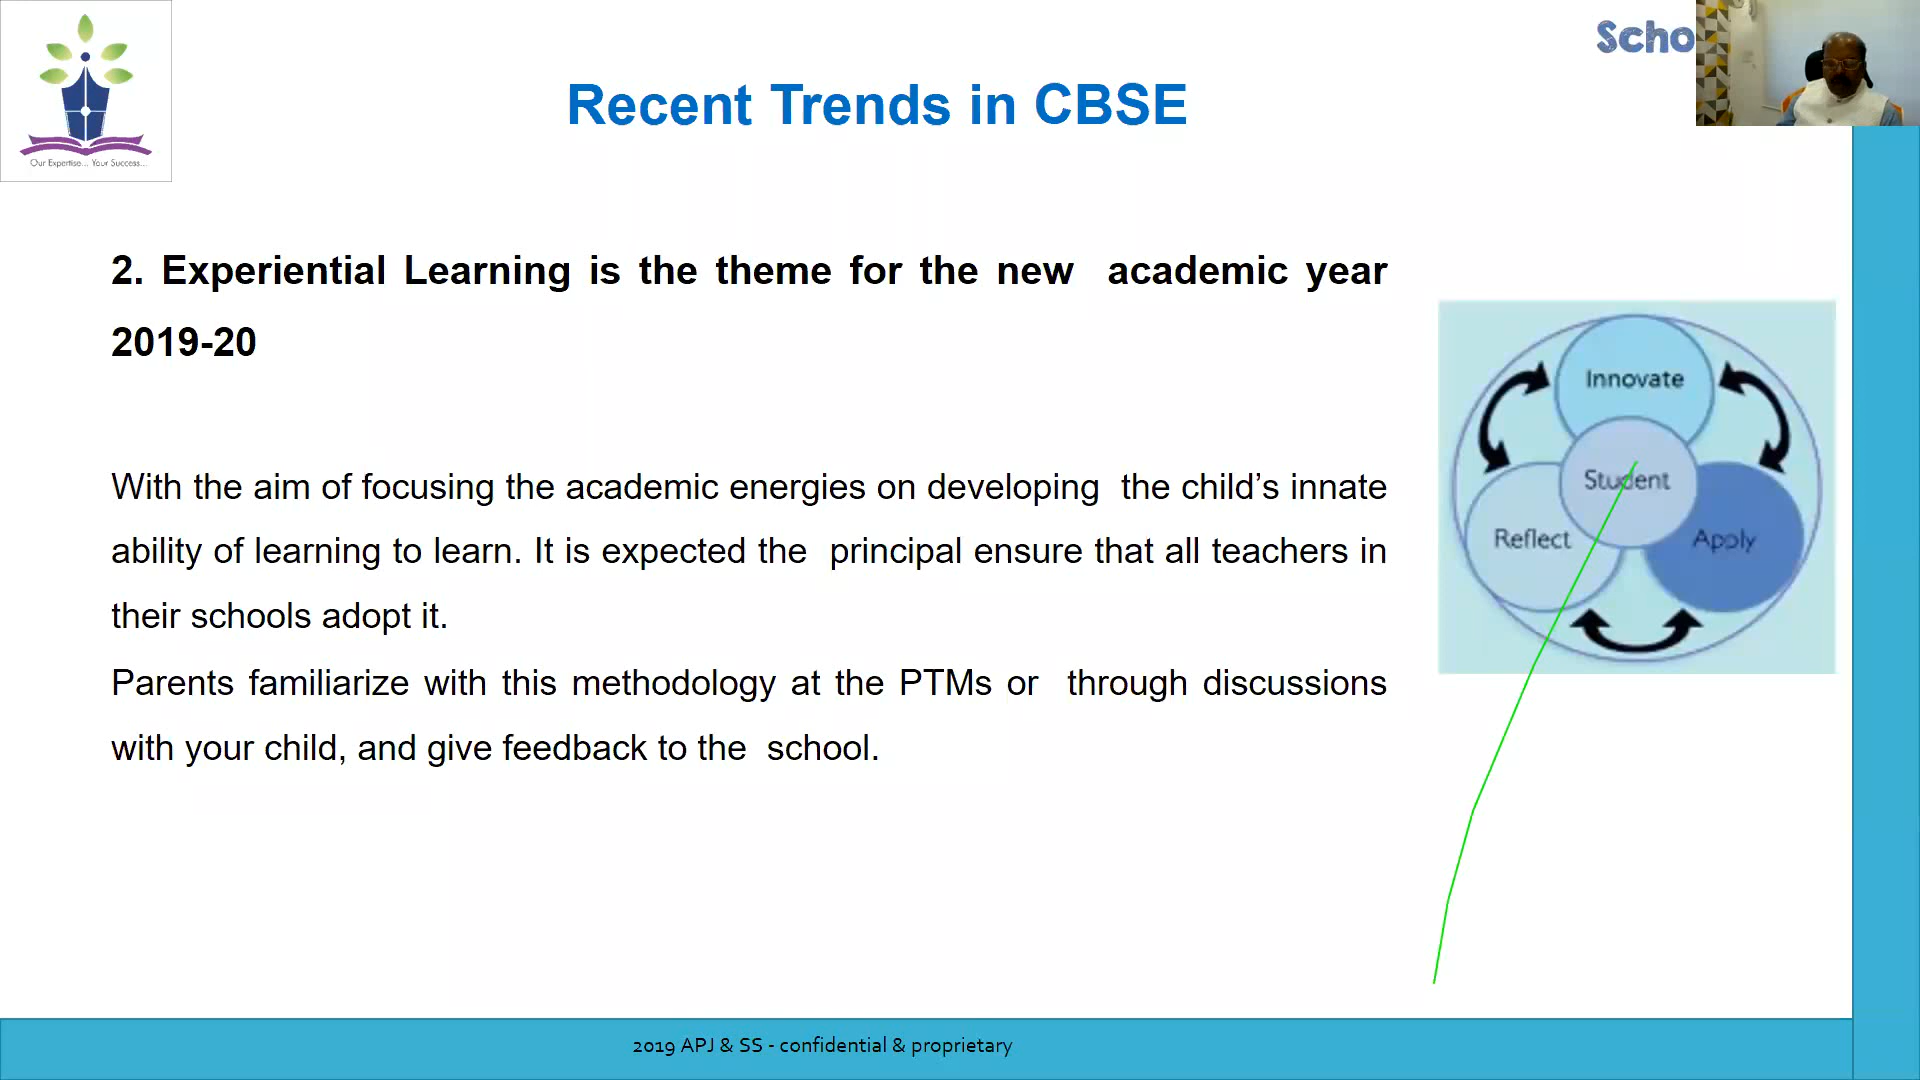 Our Expertise... Your Success...
Scho
Recent Trends in CBSE
2. Experiential Learning is the theme for the new academic year
2019-20
With the aim of focusing the academic energies on developing the child’s innate
ability of learning to learn. It is expected the principal ensure that all teachers in
their schools adopt it.
Parents familiarize with this methodology at the PTMs or through discussions
with your child, and give feedback to the school.
Innovate
Student
Reflect
Apply
2019 APJ & SS - confidential & proprietary